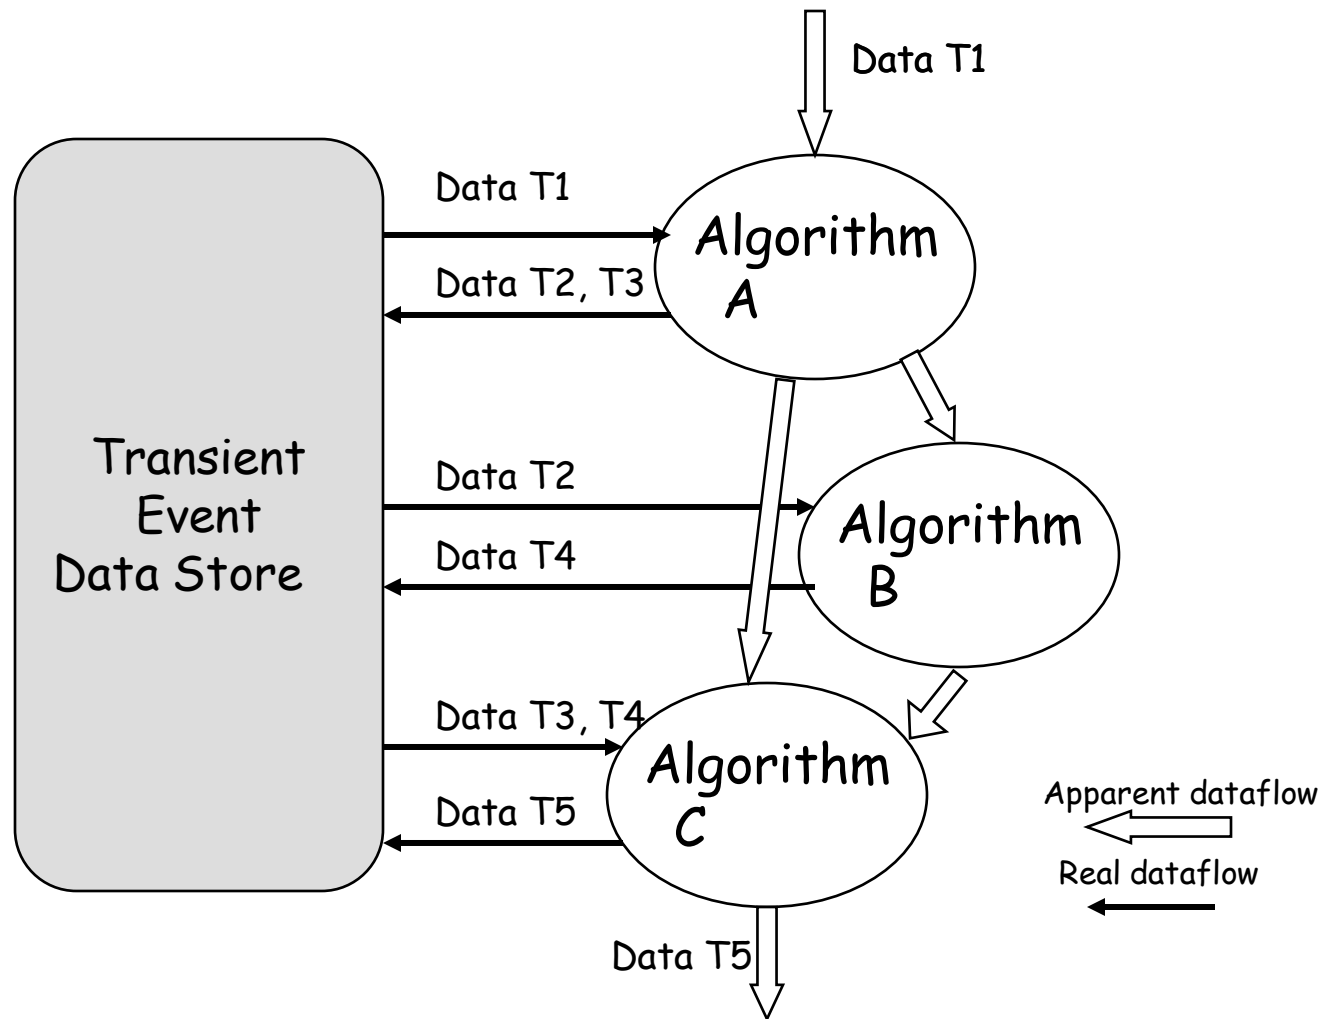 Data T1
Data T1
Algorithm
A
Data T2, T3
Transient
Event
Data Store
Data T2
Algorithm
B
Data T4
Data T3, T4
Algorithm
C
Data T5
Apparent dataflow
Real dataflow
Data T5